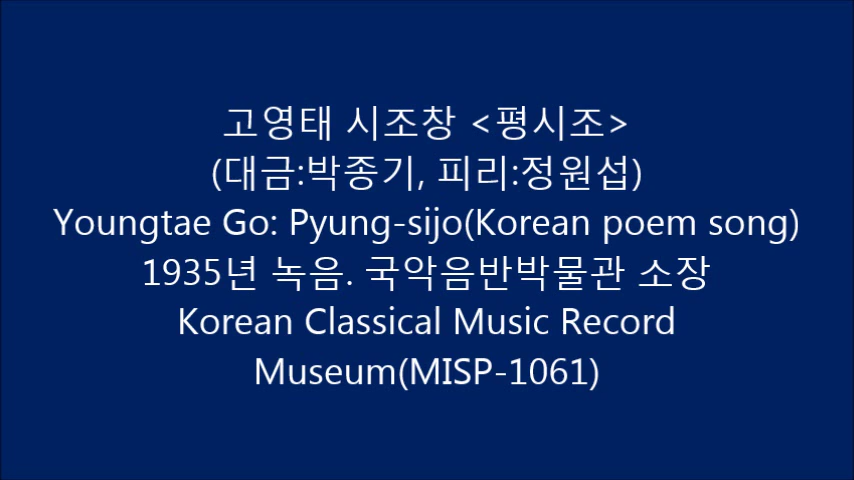 고영태 시조창 <평시조>
(대금:박종기, 피리:정원섭)
Youngtae Go: Pyung-sijo(Korean poem song)
1935년 녹음. 국악음반박물관 소장
Korean Classical Music Record
Museum(MISP-1061)